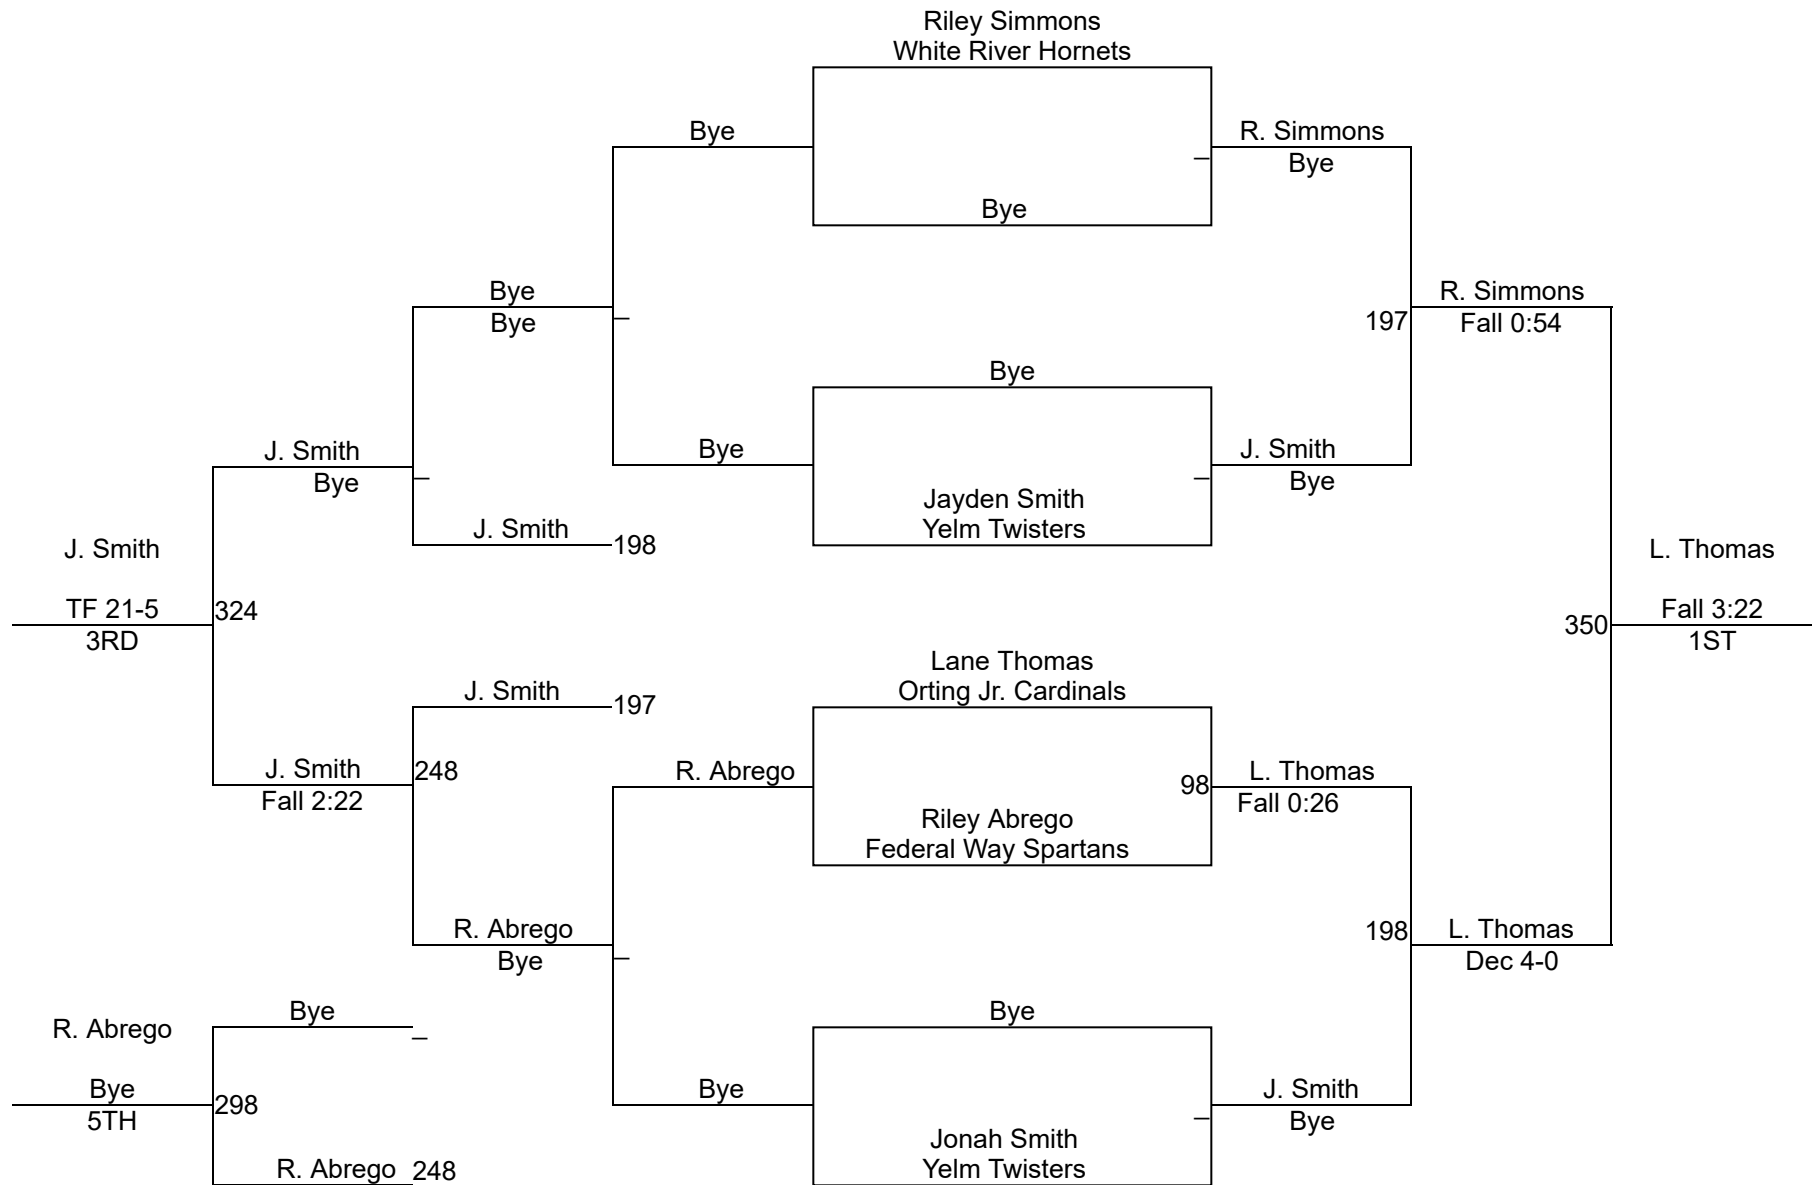 Riley Simmons
White River Hornets
Bye
R. Simmons
Bye
Bye
Bye
Bye
R. Simmons
197
Fall 0:54
Bye
J. Smith
Bye
J. Smith
Bye
Bye
Jayden Smith
Yelm Twisters
J. Smith
198
J. Smith
L. Thomas
TF 21-5
324
3RD
350
Fall 3:22
1ST
Lane Thomas
Orting Jr. Cardinals
J. Smith
197
J. Smith
248
Fall 2:22
R. Abrego
98
L. Thomas
Fall 0:26
Riley Abrego
Federal Way Spartans
R. Abrego
Bye
198
L. Thomas
Dec 4-0
Bye
Bye
R. Abrego
Bye
298
5TH
Bye
J. Smith
Bye
Jonah Smith
Yelm Twisters
R. Abrego
248